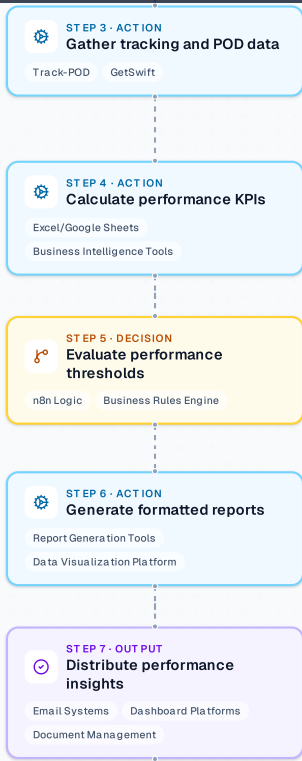 STEP 3 · ACTION
Gather tracking and POD data
Track-POD GetSwift
STEP 4 · ACTION
Calculate performance KPIs
Excel/Google Sheets
Business Intelligence Tools
STEP 5 · DECISION
Evaluate performance
thresholds
n8n Logic Business Rules Engine
STEP 6 · ACTION
Generate formatted reports
Report Generation Tools
Data Visualization Platform
STEP 7 · OUTPUT
Distribute performance
insights
Email Systems Dashboard Platforms
Document Management